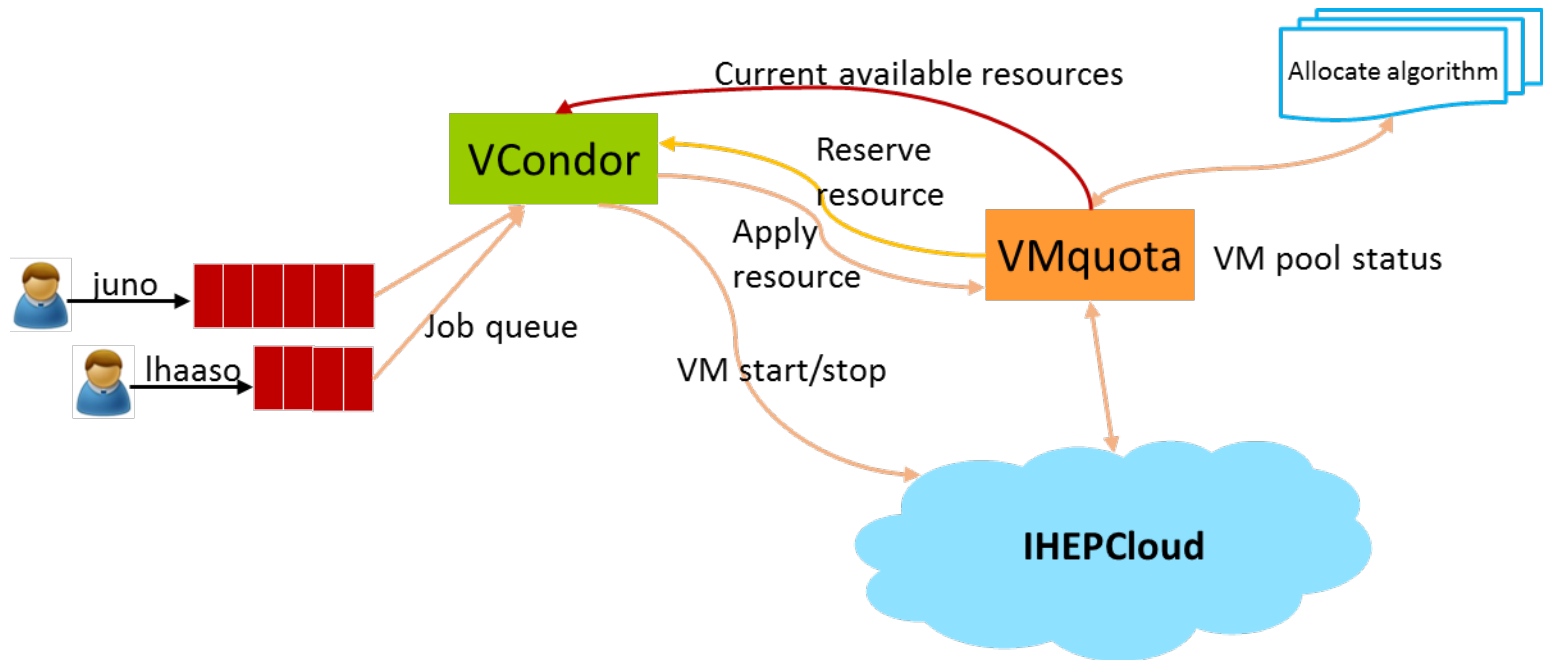 Allocate algorithm
Current available resources
VCondor
Reserve
resource
Apply
resource
VMquota
VM pool status
juno
Job queue
lhaaso
VM start/stop
IHEPCloud